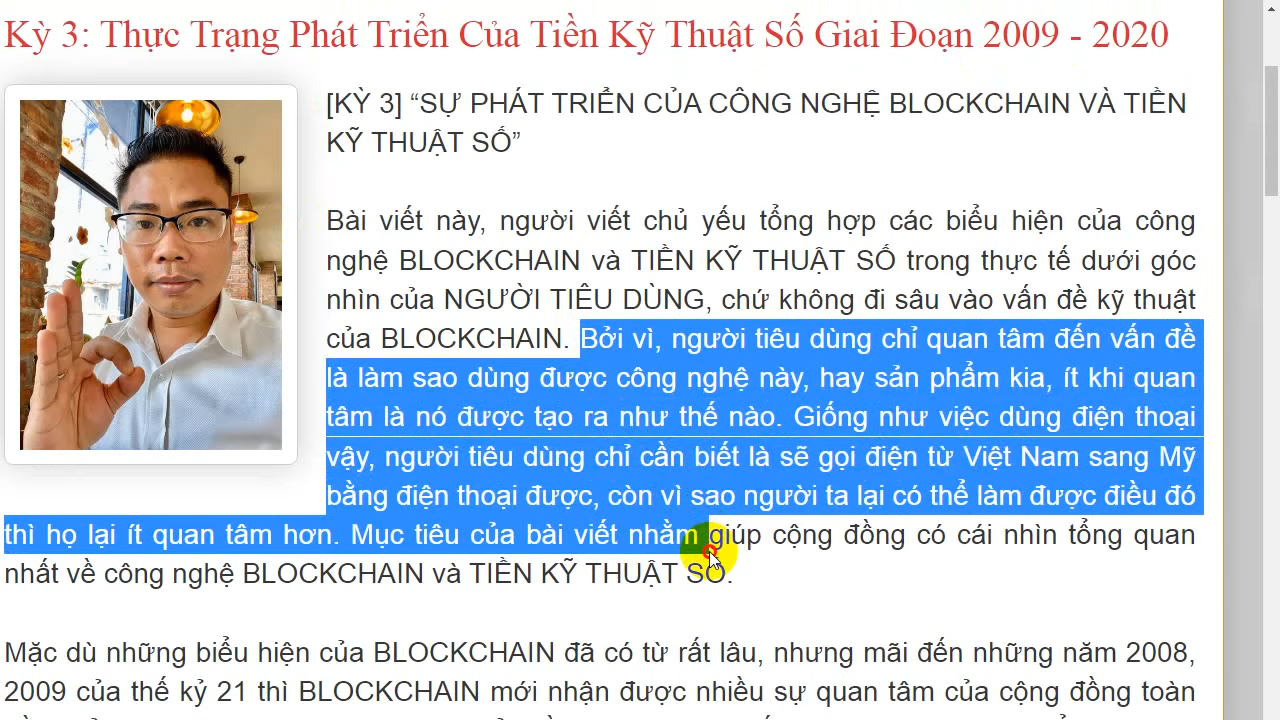 Kỳ 3: Thực Trạng Phát Triển Của Tiền Kỹ Thuật Số Giai Đoạn 2009 - 2020
[KỲ 3] “SỰ PHÁT TRIỂN CỦA CÔNG NGHỆ BLOCKCHAIN VÀ TIỀN
KỸ THUẬT SỐ”
Bài viết này, người viết chủ yếu tổng hợp các biểu hiện của công
nghệ BLOCKCHAIN và TIỀN KỸ THUẬT SỐ trong thực tế dưới góc
nhìn của NGƯỜI TIÊU DÙNG, chứ không đi sâu vào vấn đề kỹ thuật
của BLOCKCHAIN. Bởi vì, người tiêu dùng chỉ quan tâm đến vấn đề
là làm sao dùng được công nghệ này, hay sản phẩm kia, ít khi quan
tâm là nó được tạo ra như thế nào. Giống như việc dùng điện thoại
vậy, người tiêu dùng chỉ cần biết là sẽ gọi điện từ Việt Nam sang Mỹ
bằng điện thoại được, còn vì sao người ta lại có thể làm được điều đó
thì họ lại ít quan tâm hơn. Mục tiêu của bài viết nhằm giúp cộng đồng có cái nhìn tổng quan
nhất về công nghệ BLOCKCHAIN và TIỀN KỸ THUẬT SỐ.
Mặc dù những biểu hiện của BLOCKCHAIN đã có từ rất lâu, nhưng mãi đến những năm 2008,
2009 của thế kỷ 21 thì BLOCKCHAIN mới nhận được nhiều sự quan tâm của cộng đồng toàn